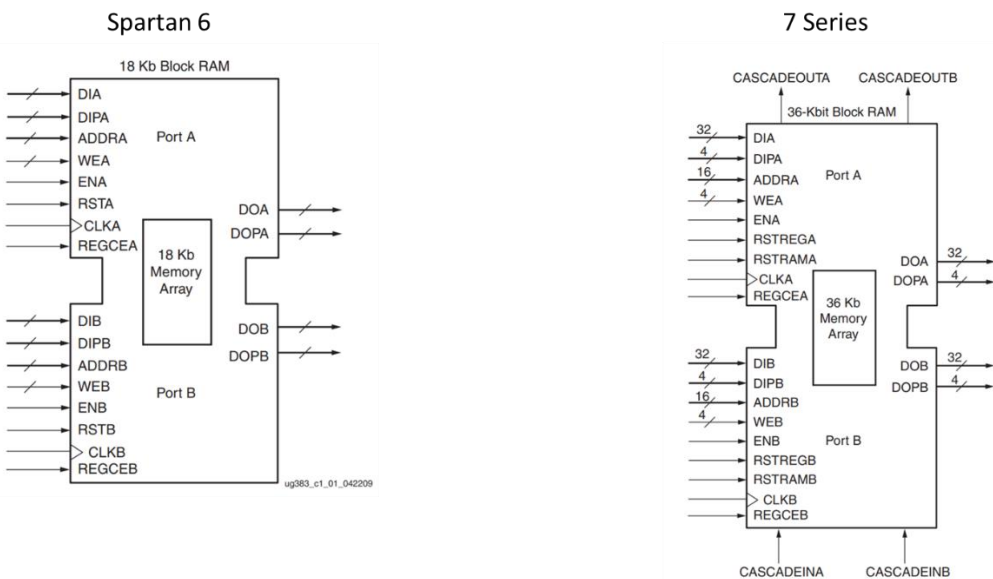 Spartan 6
18 Kb Block RAM
DIA
DIPA
ADDRA
Port A
WEA
ENA
RSTA
DOA
CLKA
DOPA
REGCEA
18 Kb
Memory
Array
DIB
DOB
DIPB
DOPB
ADDRB
WEB
Port B
ENB
RSTB
CLKB
REGCEB
ug383_c1_01_042209
7 Series
CASCADEOUTA CASCADEOUTB
36-Kbit Block RAM
32 DIA
4 DIPA
16 ADDRA
Port A
4 WEA
ENA
RSTREGA
RSTRAMA
DOA 32
CLKA
DOPA 4
REGCEA
36 Kb
Memory
Array
32 DIB
DOB 32
4 DIPB
DOPB 4
16 ADDRB
4 WEB
ENB
Port B
RSTREGB
RSTRAMB
CLKB
REGCEB
CASCADEINA CASCADEINB